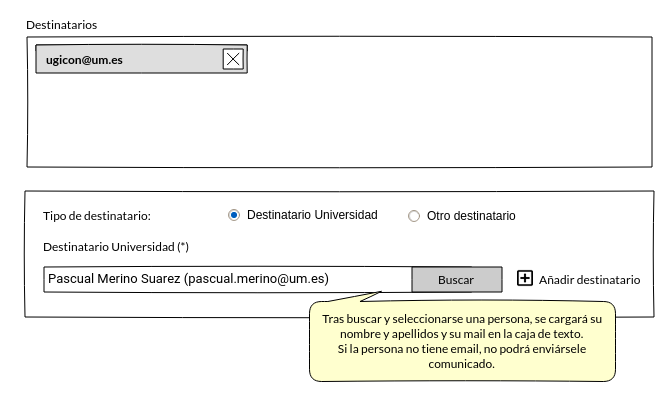 Destinatarios
ugicon@um.es
Tipo de destinatario:
Destinatario Universidad
Otro destinatario
Destinatario Universidad (*)
Pascual Merino Suarez (pascual.merino@um.es)
Buscar
Añadir destinatario
Tras buscar y seleccionarse una persona, se cargará su
nombre y apellidos y su mail en la caja de texto.
Si la persona no tiene email, no podrá enviársele
comunicado.